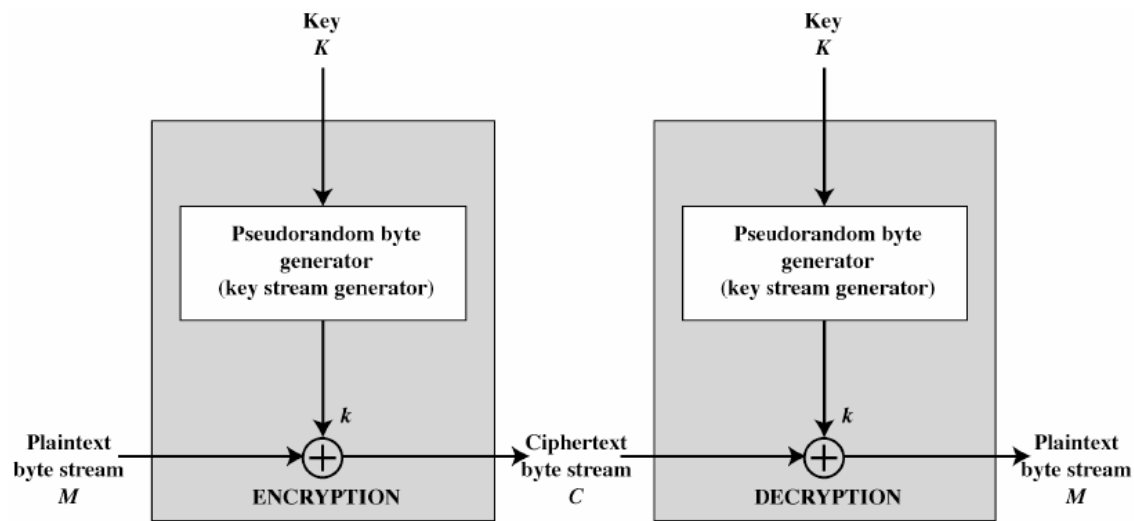 Key
K
Key
K
Pseudorandom byte
generator
(key stream generator)
Pseudorandom byte
generator
(key stream generator)
k
k
Plaintext
byte stream
M
ENCRYPTION
Ciphertext
byte stream
C
DECRYPTION
Plaintext
byte stream
M